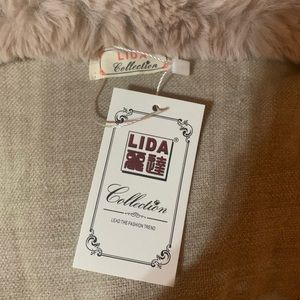 LIDA
Collection
LIDA
®
Collection
LEAD THE FASHION TREND